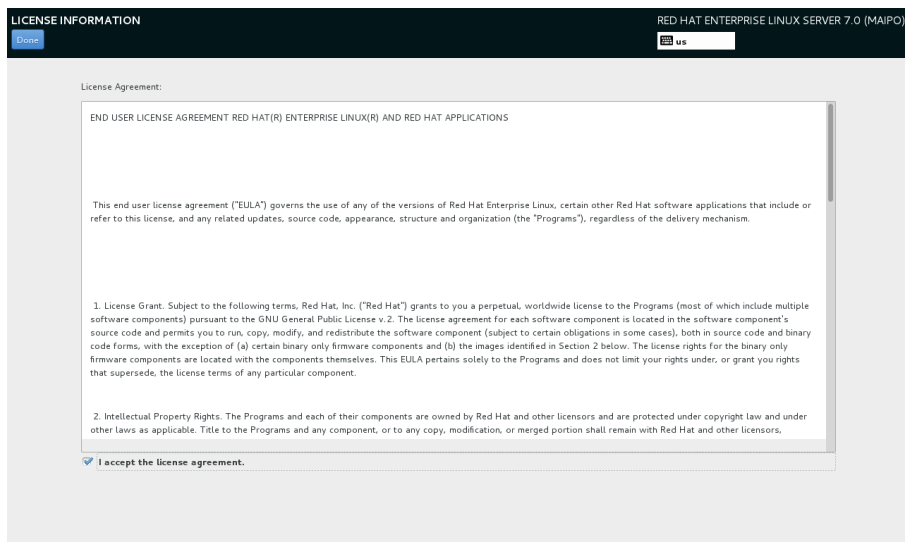 LICENSE INFORMATION
RED HAT ENTERPRISE LINUX SERVER 7.0 (MAIPO)
Done
us
License Agreement:
END USER LICENSE AGREEMENT RED HAT(R) ENTERPRISE LINUX(R) AND RED HAT APPLICATIONS
This end user license agreement ("EULA") governs the use of any of the versions of Red Hat Enterprise Linux, certain other Red Hat software applications that include or
refer to this license, and any related updates, source code, appearance, structure and organization (the "Programs"), regardless of the delivery mechanism.
1. License Grant. Subject to the following terms, Red Hat, Inc. ("Red Hat") grants to you a perpetual, worldwide license to the Programs (most of which include multiple
software components) pursuant to the GNU General Public License v.2. The license agreement for each software component is located in the software component's
source code and permits you to run, copy, modify, and redistribute the software component (subject to certain obligations in some cases), both in source code and binary
code forms, with the exception of (a) certain binary only firmware components and (b) the images identified in Section 2 below. The license rights for the binary only
firmware components are located with the components themselves. This EULA pertains solely to the Programs and does not limit your rights under, or grant you rights
that supersede, the license terms of any particular component.
2. Intellectual Property Rights. The Programs and each of their components are owned by Red Hat and other licensors and are protected under copyright law and under
other laws as applicable. Title to the Programs and any component, or to any copy, modification, or merged portion shall remain with Red Hat and other licensors,
I accept the license agreement.